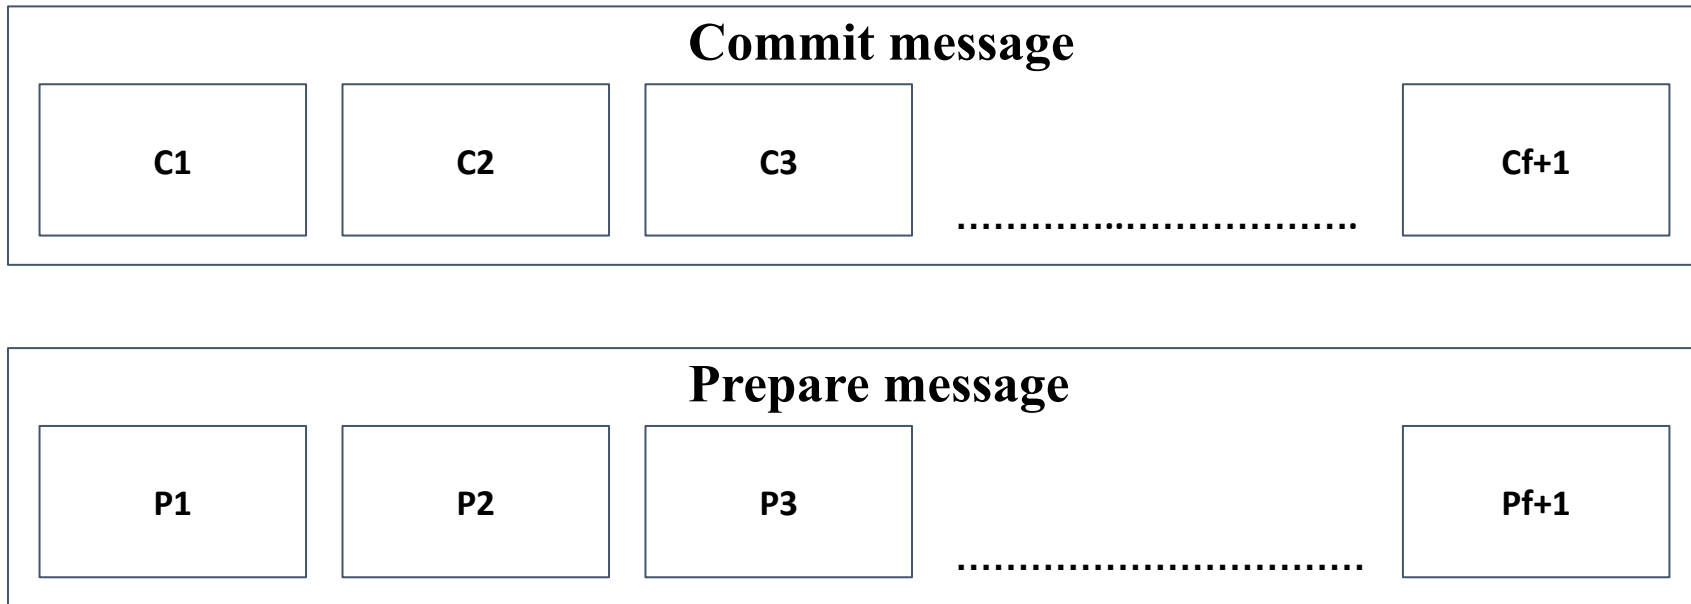 Commit message
C1 C2 C3 ................................. Cf+1
Prepare message
P1 P2 P3 ................................ Pf+1